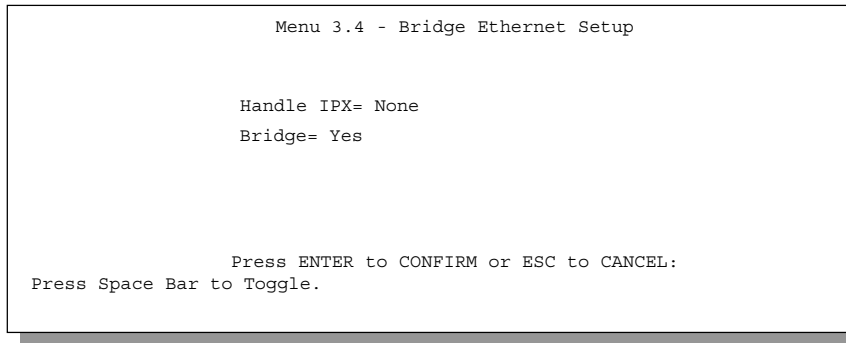 Menu 3.4 - Bridge Ethernet Setup
Handle IPX= None
Bridge= Yes
Press ENTER to CONFIRM or ESC to CANCEL:
Press Space Bar to Toggle.